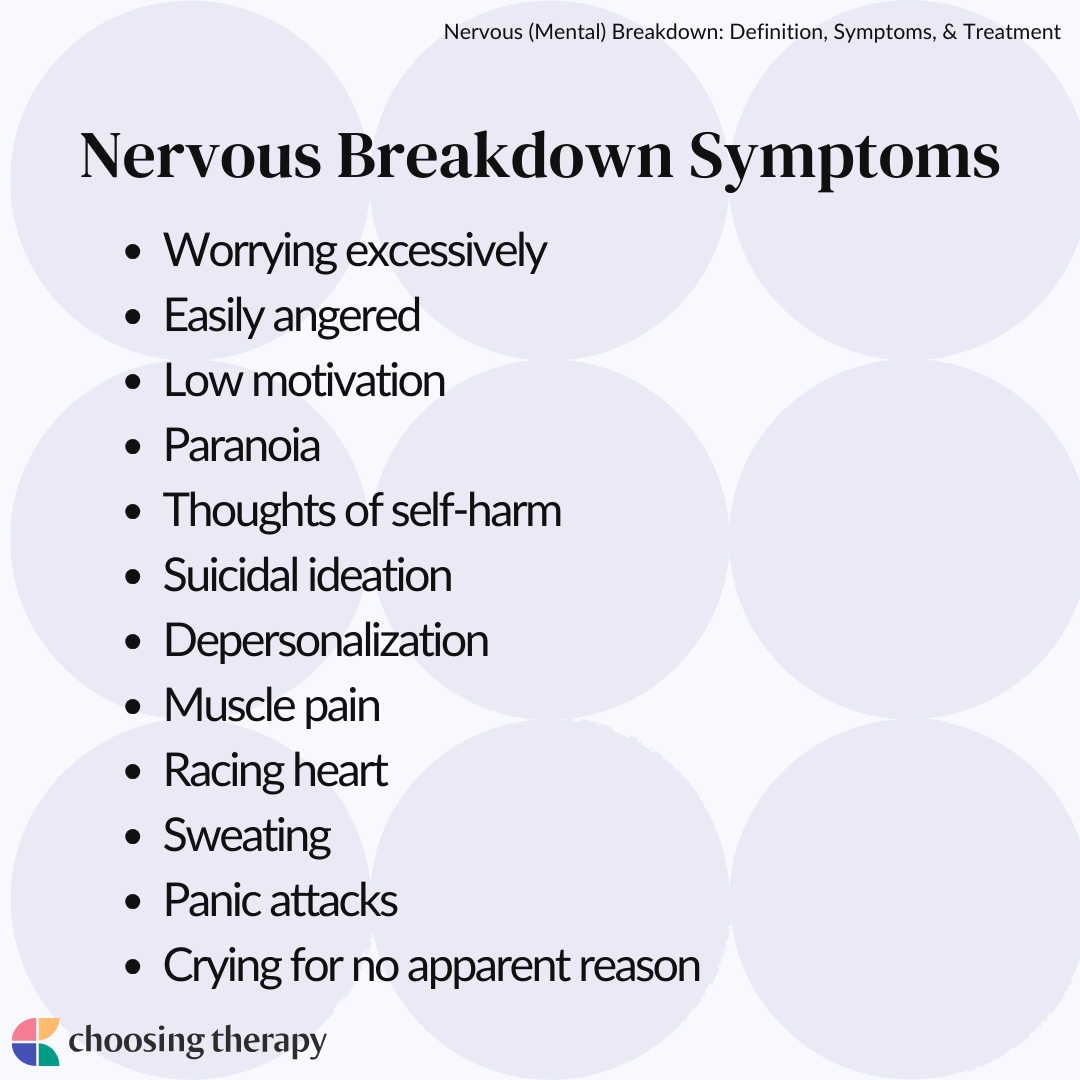 Nervous (Mental) Breakdown: Definition, Symptoms, & Treatment
Nervous Breakdown Symptoms
• Worrying excessively
• Easily angered
• Low motivation
• Paranoia
• Thoughts of self-harm
• Suicidal ideation
• Depersonalization
• Muscle pain
• Racing heart
• Sweating
• Panic attacks
• Crying for no apparent reason
choosing therapy